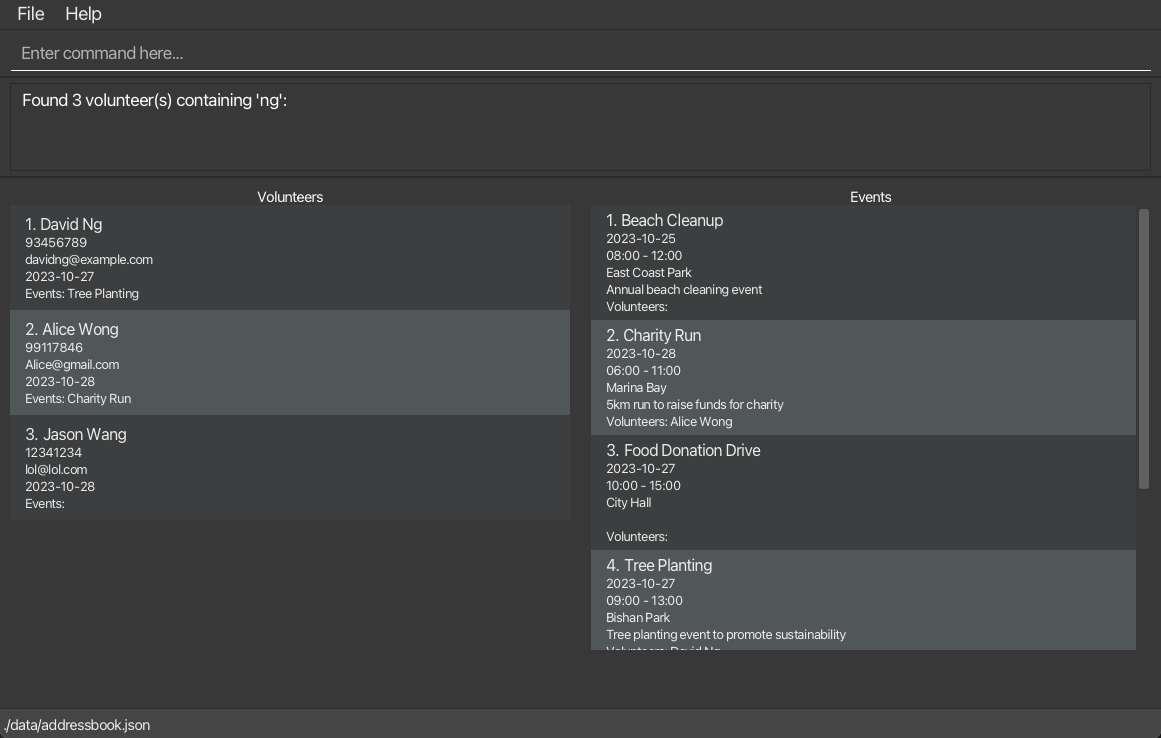 File Help
Enter command here...
Found 3 volunteer(s) containing 'ng':
Volunteers
1. David Ng
93456789
davidng@example.com
2023-10-27
Events: Tree Planting
2. Alice Wong
99117846
Alice@gmail.com
2023-10-28
Events: Charity Run
3. Jason Wang
12341234
lol@lol.com
2023-10-28
Events:
Events
1. Beach Cleanup
2023-10-25
08:00 - 12:00
East Coast Park
Annual beach cleaning event
Volunteers:
2. Charity Run
2023-10-28
06:00 - 11:00
Marina Bay
5km run to raise funds for charity
Volunteers: Alice Wong
3. Food Donation Drive
2023-10-27
10:00 - 15:00
City Hall
Volunteers:
4. Tree Planting
2023-10-27
09:00 - 13:00
Bishan Park
Tree planting event to promote sustainability
Volunteers: David Ng
./data/addressbook.json